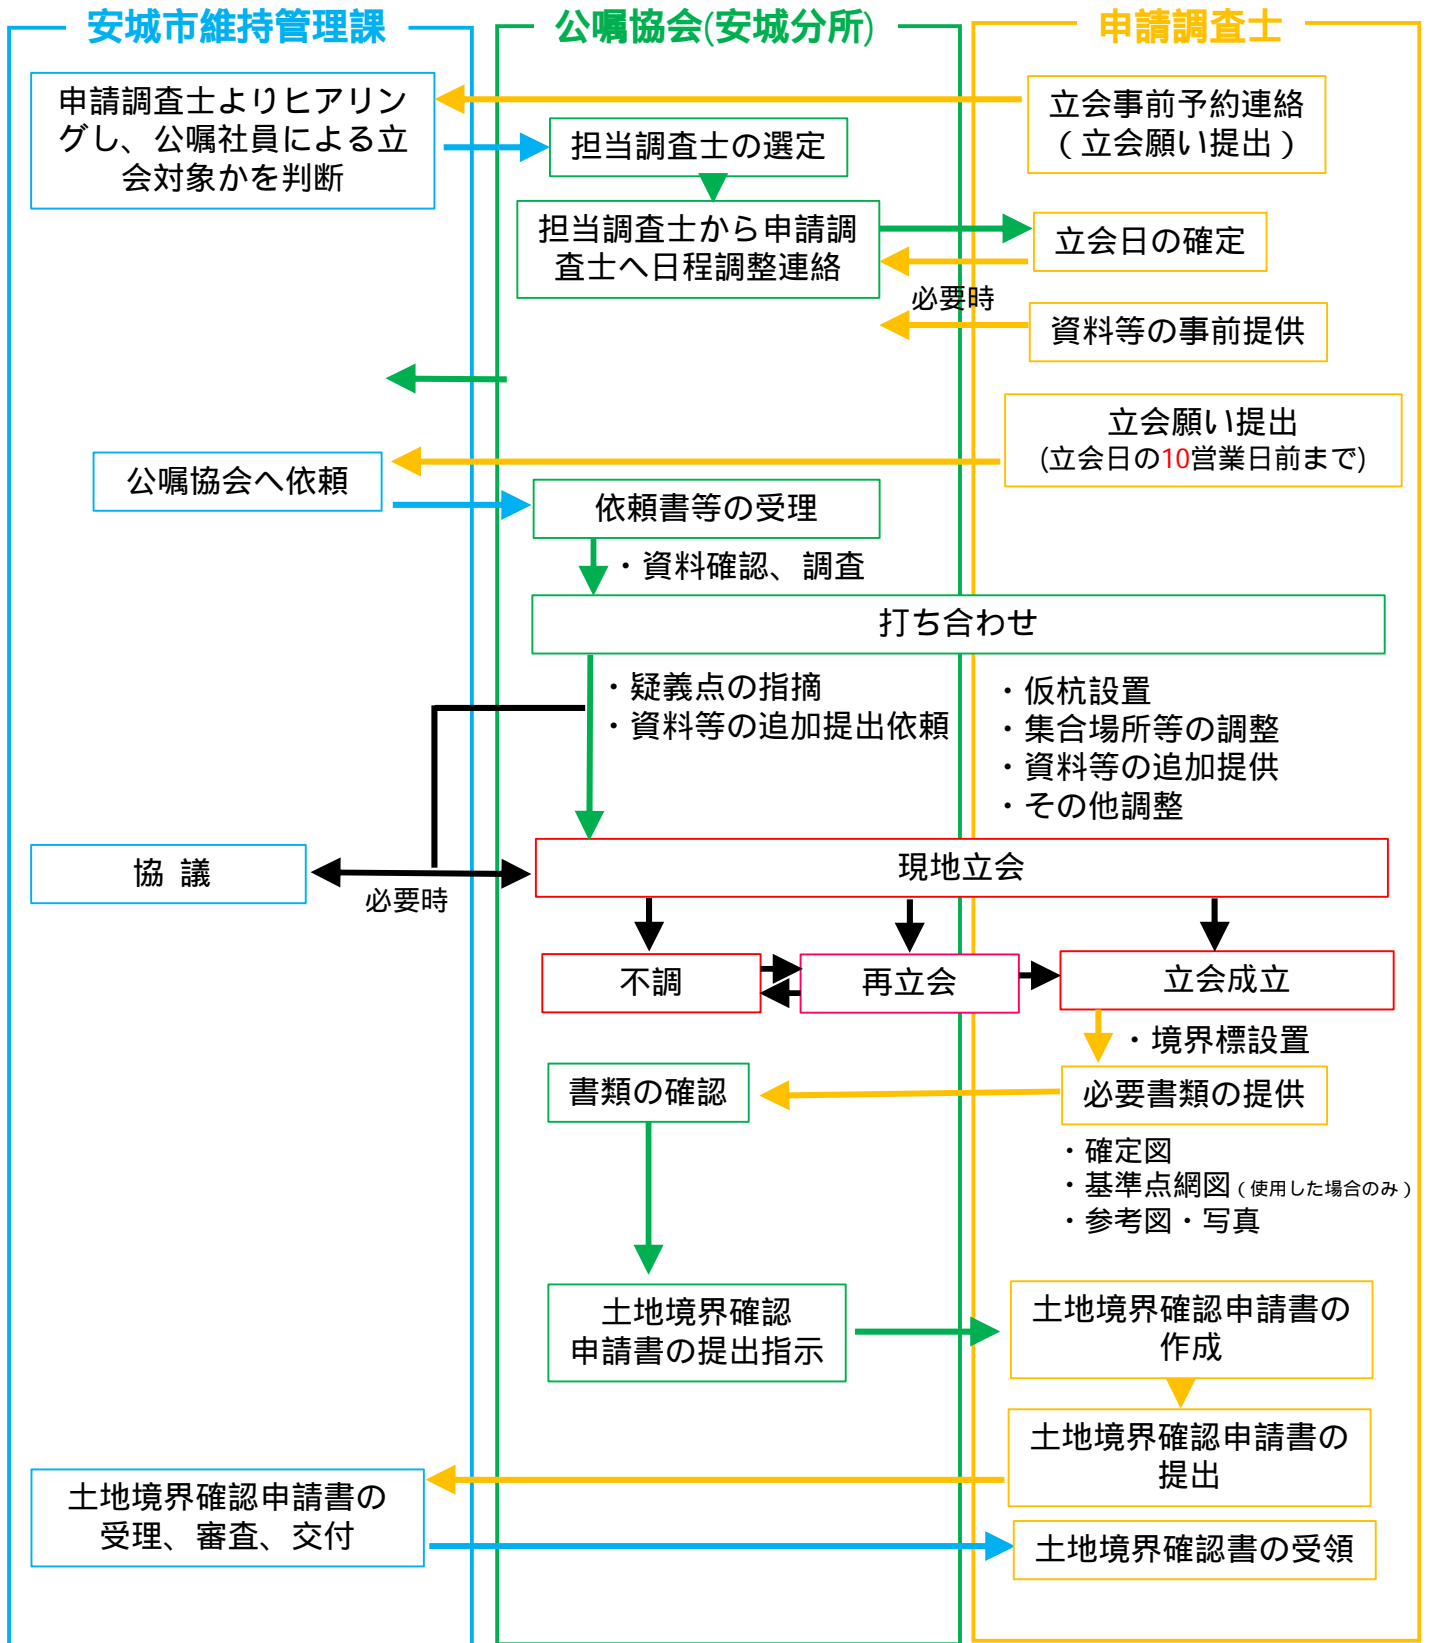 安城市維持管理課
公嘱協会(安城分所)
申請調査士
申請調査士よりヒアリン
グし、公嘱社員による立
会対象かを判断
立会事前予約連絡
(立会願い提出)
担当調査士の選定
担当調査士から申請調
査士へ日程調整連絡
立会日の確定
必要時
資料等の事前提供
立会願い提出
(立会日の10営業日前まで)
公嘱協会へ依頼
依頼書等の受理
・資料確認、調査
打ち合わせ
・疑義点の指摘
・資料等の追加提出依頼
・仮杭設置
・集合場所等の調整
・資料等の追加提供
・その他調整
協 議
必要時
現地立会
不調
再立会
立会成立
・境界標設置
書類の確認
必要書類の提供
・確定図
・基準点網図(使用した場合のみ)
・参考図・写真
土地境界確認
申請書の提出指示
土地境界確認申請書の
作成
土地境界確認申請書の
提出
土地境界確認申請書の
受理、審査、交付
土地境界確認書の受領